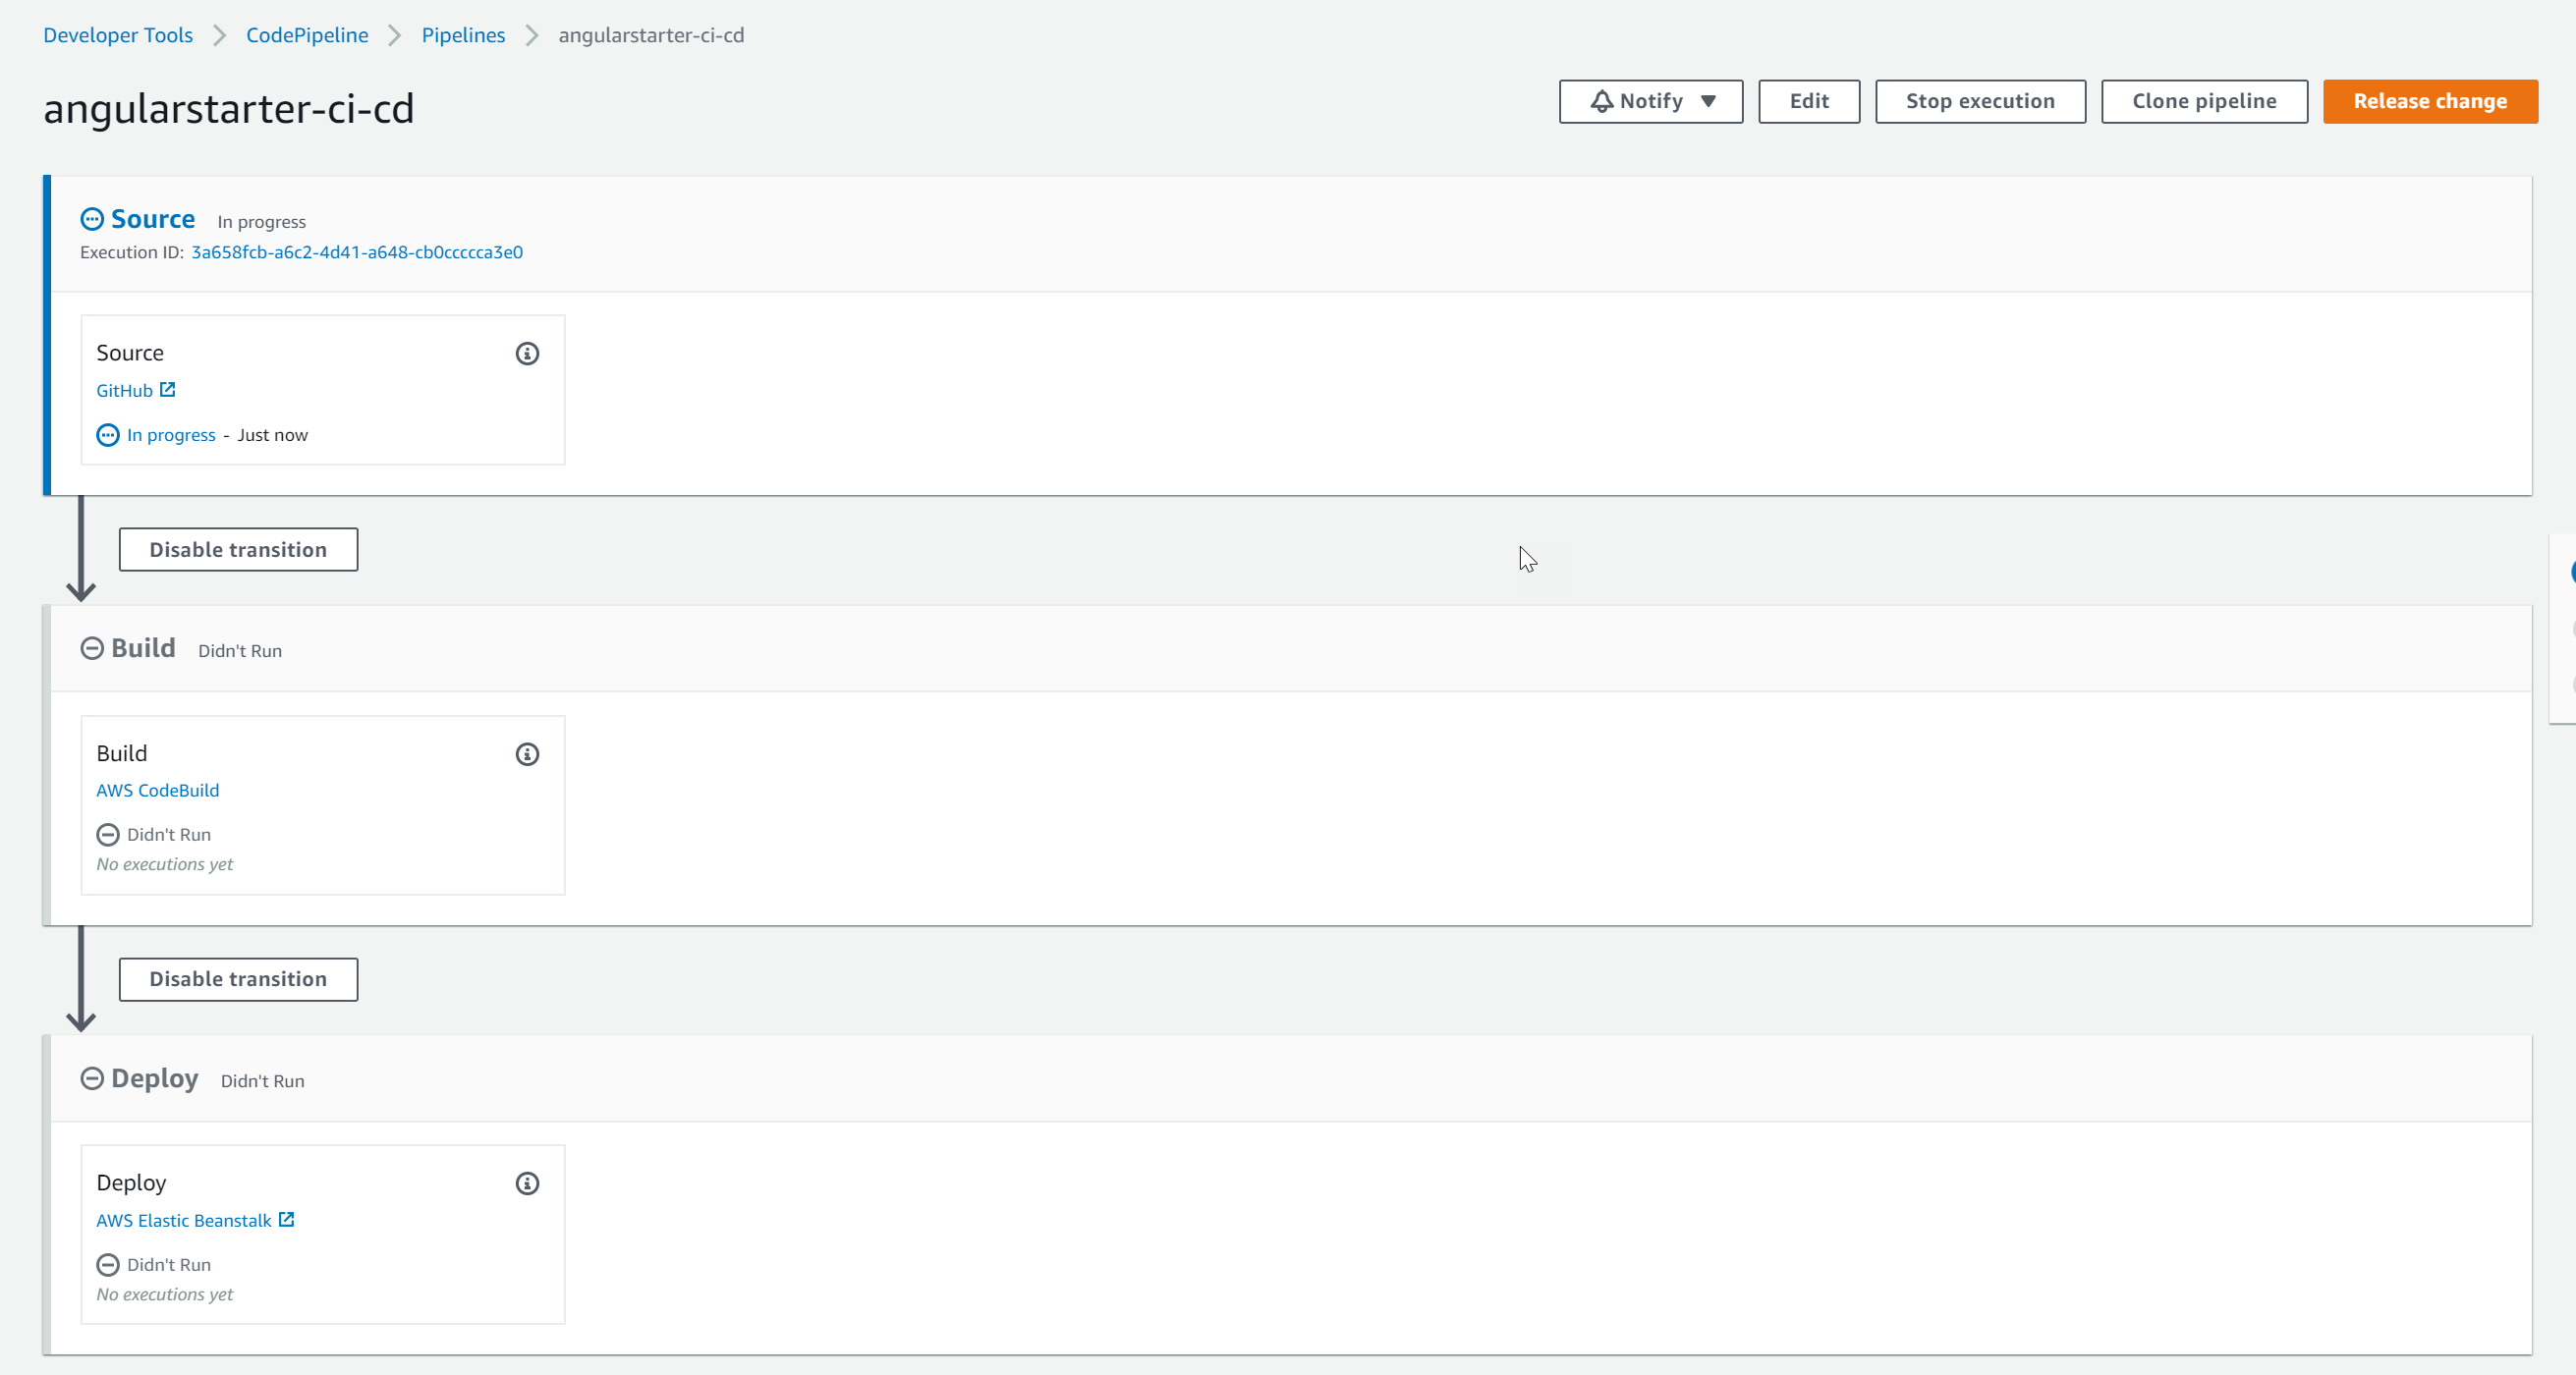 Developer Tools > CodePipeline > Pipelines > angularstarter-ci-cd
angularstarter-ci-cd
Notify ▼ Edit Stop execution Clone pipeline Release change
Source In progress
Execution ID: 3a658fcb-a6c2-4d41-a648-cb0ccccca3e0
Source
GitHub
In progress - Just now
Disable transition
Build Didn't Run
Build
AWS CodeBuild
Didn't Run
No executions yet
Disable transition
Deploy Didn't Run
Deploy
AWS Elastic Beanstalk
Didn't Run
No executions yet